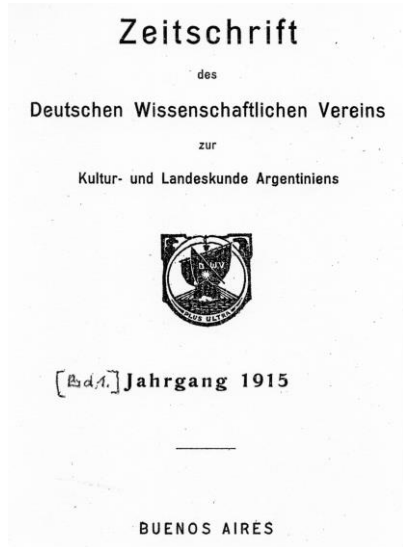 Zeitschrift
des
Deutschen Wissenschaftlichen Vereins
zur
Kultur- und Landeskunde Argentiniens
D W V
PLUS ULTRA
[Bd 1.] Jahrgang 1915
BUENOS AIRES